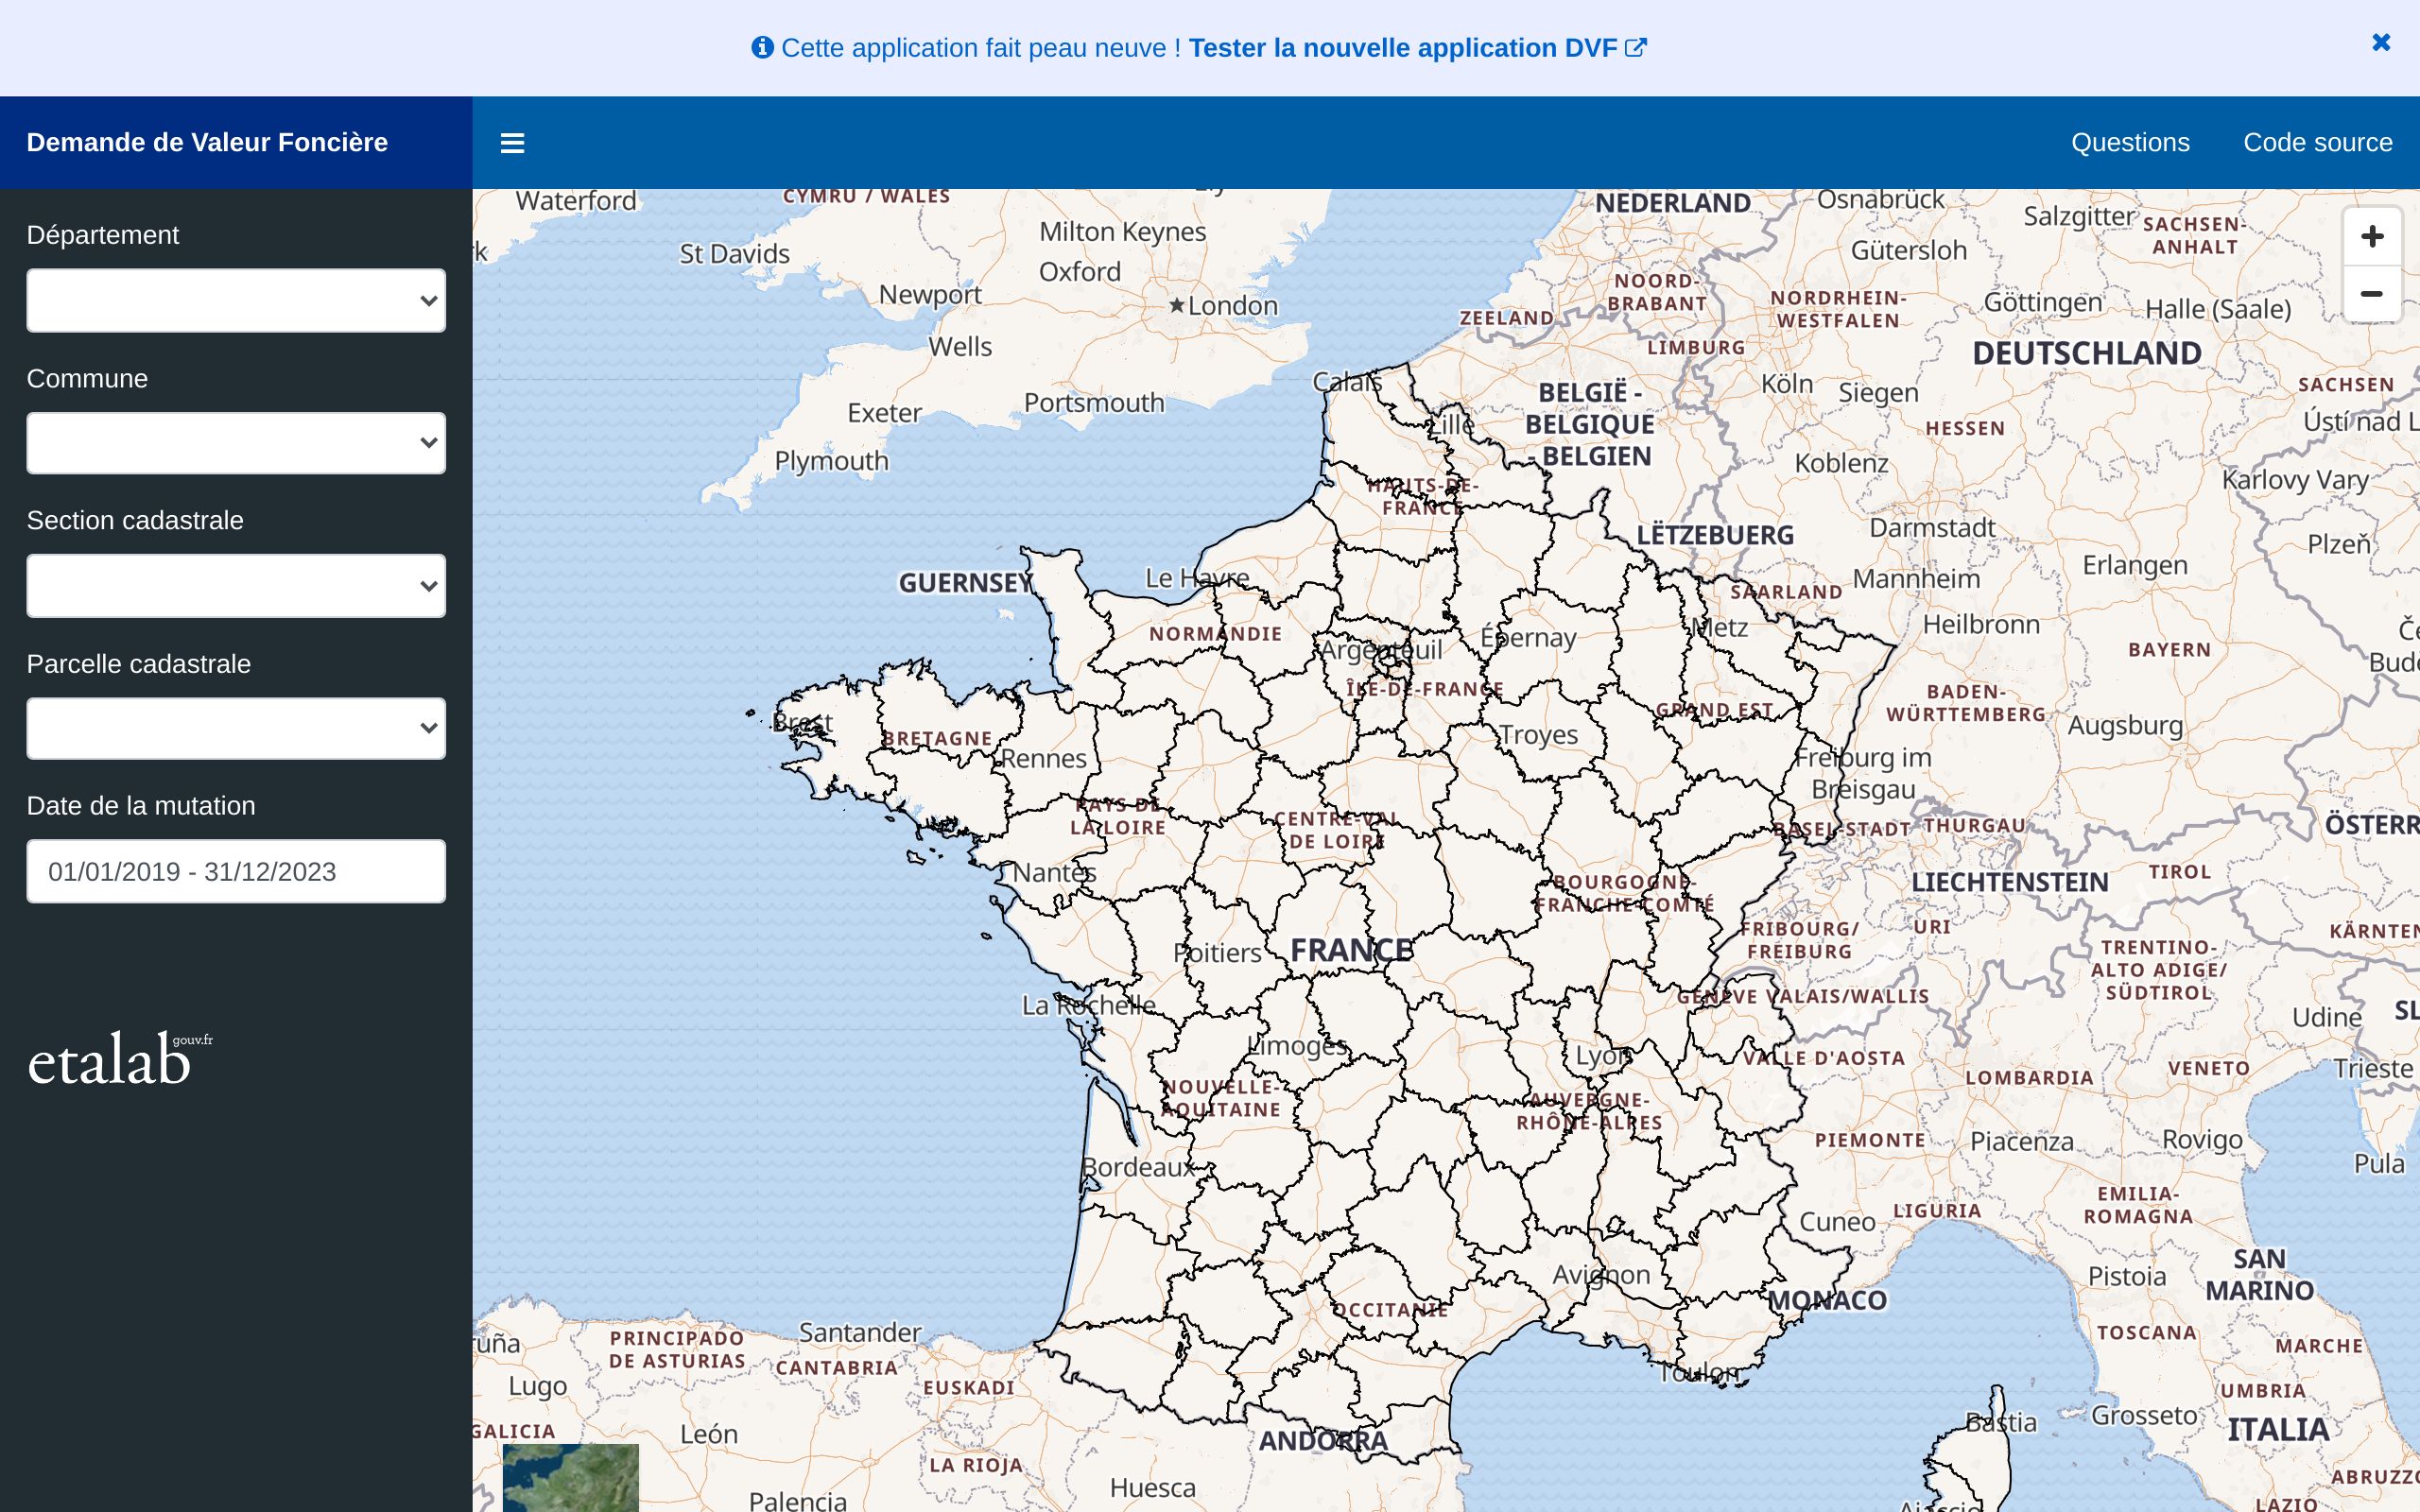 Cette application fait peau neuve ! Tester la nouvelle application DVF
Demande de Valeur Foncière
Questions
Code source
Département
Commune
Section cadastrale
Parcelle cadastrale
Date de la mutation
01/01/2019 - 31/12/2023
etalab
gouv.fr
Waterford
CYMRU / WALES
NEDERLAND
Osnabrück
Salzgitter
SACHSEN-
ANHALT
St Davids
Milton Keynes
Gütersloh
Oxford
Newport
London
NOORD-
BRABANT
NORDRHEIN-
WESTFALEN
Göttingen
Halle (Saale)
ZEELAND
Wells
LIMBURG
DEUTSCHLAND
Calais
BELGIË -
BELGIQUE
- BELGIEN
Köln
Siegen
SACHSEN
Exeter
Portsmouth
Lille
HESSEN
Ústí nad L
Plymouth
Koblenz
Karlovy Vary
HAUTS-DE-
FRANCE
LËTZEBUERG
Darmstadt
Plzeň
Erlangen
GUERNSEY
Le Havre
SAARLAND
Mannheim
NORMANDIE
Argenteuil
Épernay
Metz
Heilbronn
BAYERN
ÎLE-DE-FRANCE
GRAND EST
BADEN-
WÜRTTEMBERG
Brest
BRETAGNE
Rennes
Troyes
Augsburg
Freiburg im
Breisgau
PAYS DE
LA LOIRE
CENTRE-VAL
DE LOIRE
BASEL-STADT
THURGAU
ÖSTERR
Nantes
BOURGOGNE-
FRANCHE-COMTÉ
LIECHTENSTEIN
TIROL
Poitiers
FRANCE
FRIBOURG/
FREIBURG
URI
KÄRNTEN
TRENTINO-
ALTO ADIGE/
SÜDTIROL
La Rochelle
GENÈVE
VALAIS/WALLIS
Udine
SL
Limoges
Lyon
VALLE D'AOSTA
LOMBARDIA
VENETO
Trieste
NOUVELLE-
AQUITAINE
AUVERGNE-
RHÔNE-ALPES
PIEMONTE
Piacenza
Rovigo
Bordeaux
Pula
EMILIA-
ROMAGNA
Cuneo
LIGURIA
Avignon
SAN
MARINO
Pistoia
MONACO
OCCITANIE
Santander
PRINCIPADO
DE ASTURIAS
CANTABRIA
TOSCANA
MARCHE
Toulon
Lugo
EUSKADI
UMBRIA
Bastia
Grosseto
ITALIA
GALICIA
León
ANDORRA
LA RIOJA
Huesca
ABRUZZO
Palencia
LAZIO